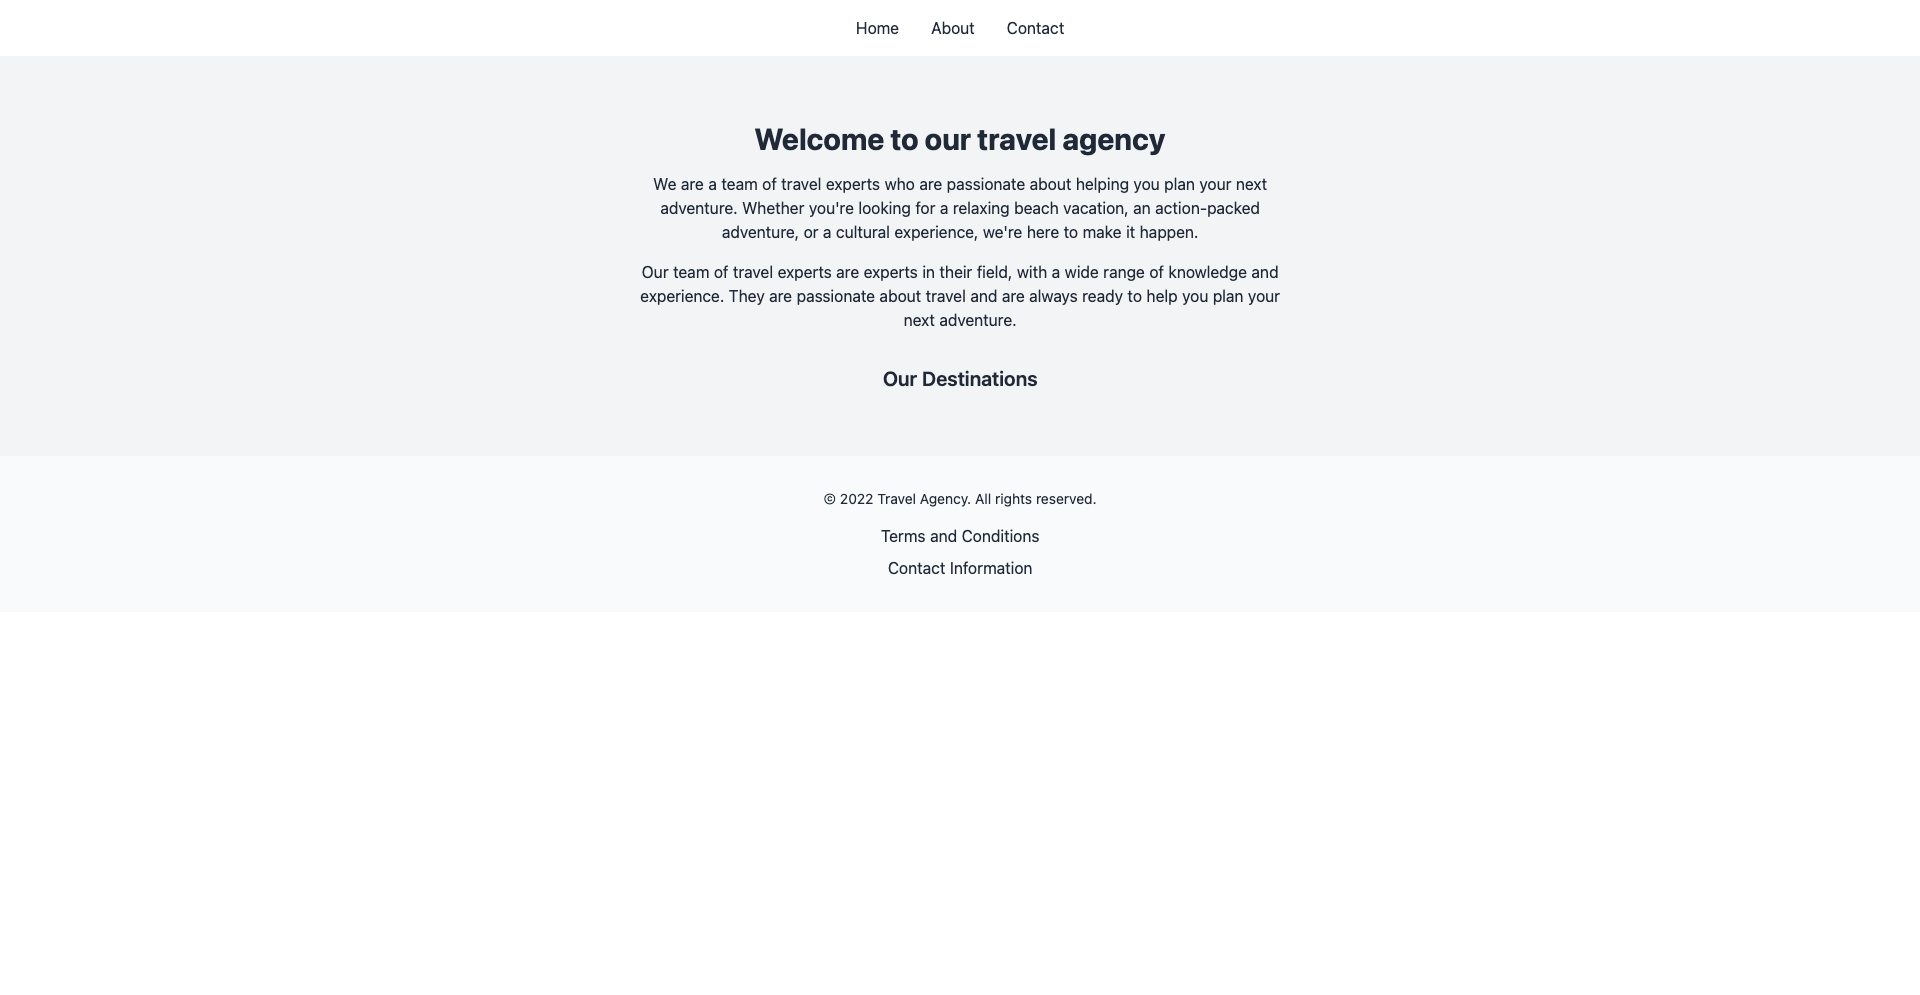 Home About Contact
Welcome to our travel agency
We are a team of travel experts who are passionate about helping you plan your next
adventure. Whether you're looking for a relaxing beach vacation, an action-packed
adventure, or a cultural experience, we're here to make it happen.
Our team of travel experts are experts in their field, with a wide range of knowledge and
experience. They are passionate about travel and are always ready to help you plan your
next adventure.
Our Destinations
© 2022 Travel Agency. All rights reserved.
Terms and Conditions
Contact Information